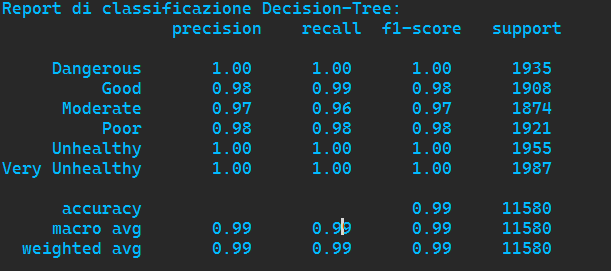 Report di classificazione Decision-Tree:
precision recall f1-score support
Dangerous 1.00 1.00 1.00 1935
Good 0.98 0.99 0.98 1908
Moderate 0.97 0.96 0.97 1874
Poor 0.98 0.98 0.98 1921
Unhealthy 1.00 1.00 1.00 1955
Very Unhealthy 1.00 1.00 1.00 1987
accuracy 0.99 11580
macro avg 0.99 0.99 0.99 11580
weighted avg 0.99 0.99 0.99 11580